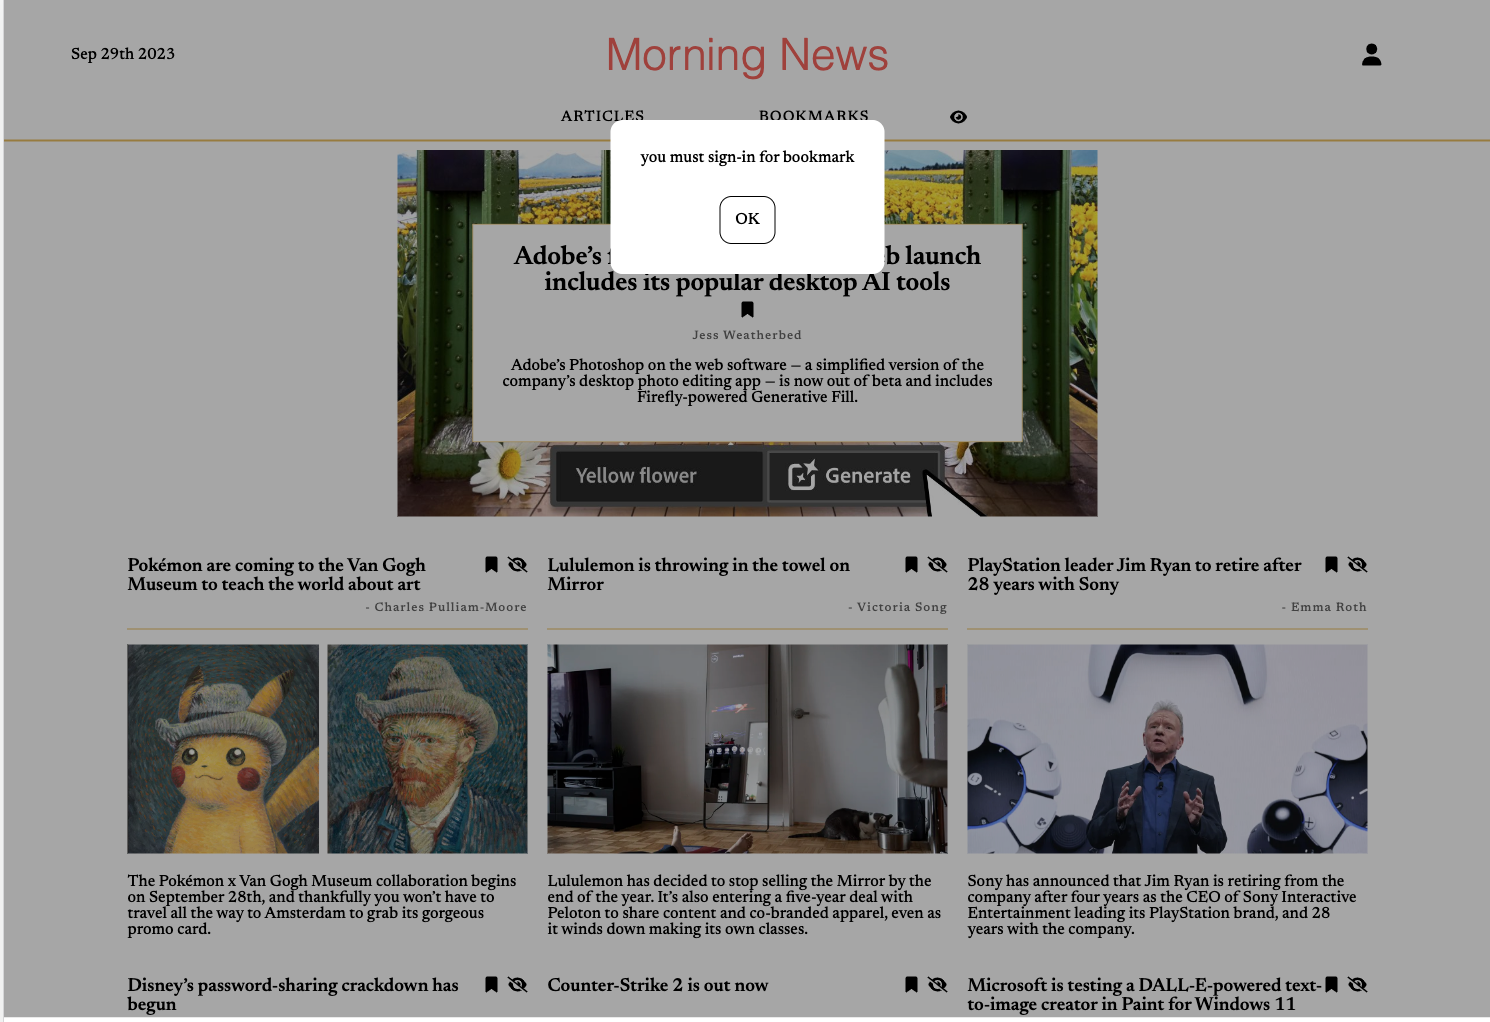 Sep 29th 2023
Morning News
ARTICLES
BOOKMARKS
you must sign-in for bookmark
OK
Adobe’s
b launch
includes its popular desktop AI tools
Jess Weatherbed
Adobe’s Photoshop on the web software — a simplified version of the
company’s desktop photo editing app — is now out of beta and includes
Firefly-powered Generative Fill.
Yellow flower
Generate
Pokémon are coming to the Van Gogh
Museum to teach the world about art
- Charles Pulliam-Moore
The Pokémon x Van Gogh Museum collaboration begins
on September 28th, and thankfully you won’t have to
travel all the way to Amsterdam to grab its gorgeous
promo card.
Lululemon is throwing in the towel on
Mirror
- Victoria Song
Lululemon has decided to stop selling the Mirror by the
end of the year. It’s also entering a five-year deal with
Peloton to share content and co-branded apparel, even as
it winds down making its own classes.
PlayStation leader Jim Ryan to retire after
28 years with Sony
- Emma Roth
Sony has announced that Jim Ryan is retiring from the
company after four years as the CEO of Sony Interactive
Entertainment leading its PlayStation brand, and 28
years with the company.
Disney’s password-sharing crackdown has
begun
Counter-Strike 2 is out now
Microsoft is testing a DALL-E-powered text-
to-image creator in Paint for Windows 11